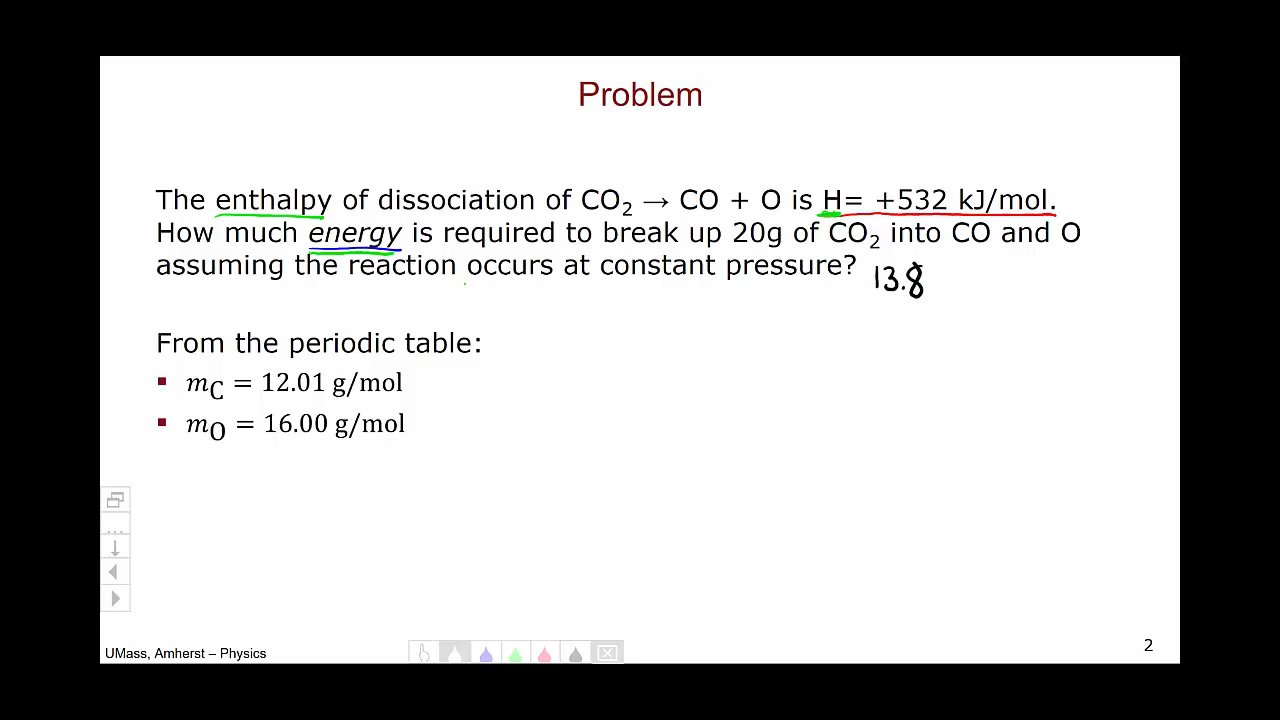 Problem
The enthalpy of dissociation of CO₂ → CO + O is H= +532 kJ/mol.
How much energy is required to break up 20g of CO₂ into CO and O
assuming the reaction occurs at constant pressure?
13.8
From the periodic table:
▪ m_C = 12.01 g/mol
▪ m_O = 16.00 g/mol
UMass, Amherst – Physics
2